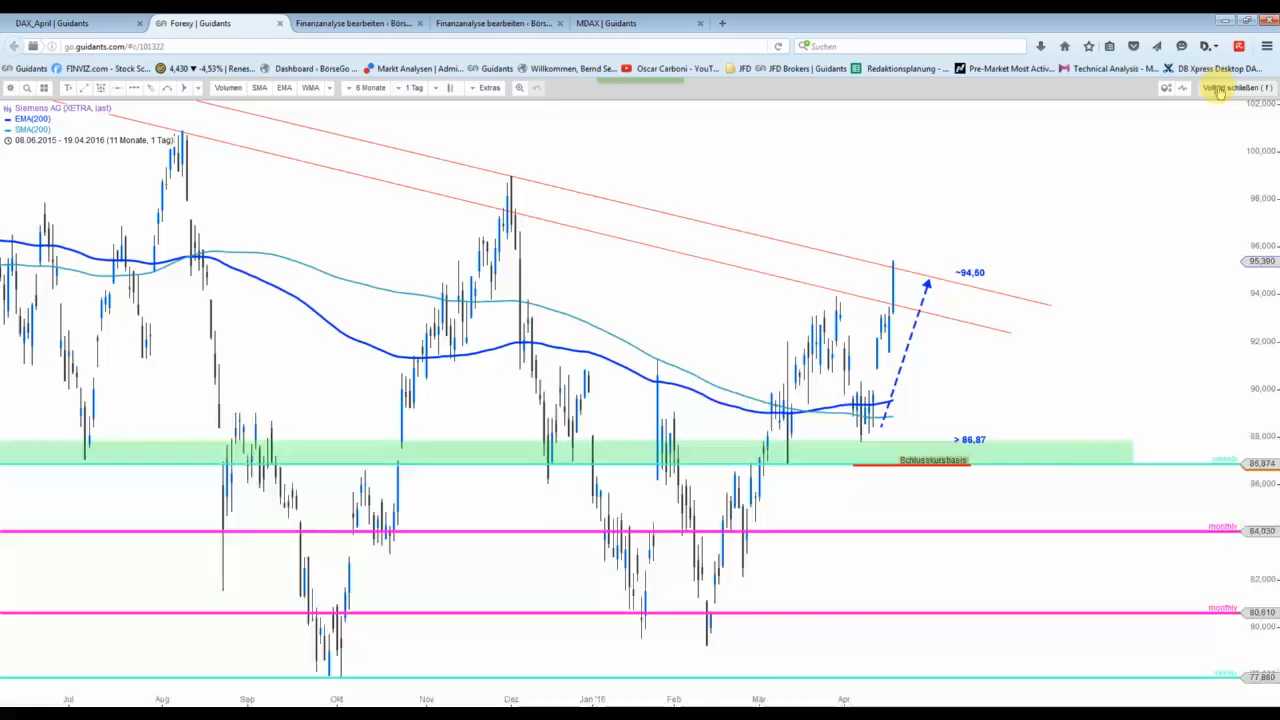 DAX_April | Guidants × Forexy | Guidants × Finanzanalyse bearbeiten ‹ Börs... × Finanzanalyse bearbeiten ‹ Börs... × MDAX | Guidants × +
go.guidants.com/#c/101322 Suchen
Guidants FINVIZ.com - Stock Sc... 4,430 ▼ -4,53% | Renes... Dashboard ‹ BörseGo ... Markt Analysen | Admi... Guidants Willkommen, Bernd Se... Oscar Carboni - YouT... JFD JFD Brokers | Guidants Redaktionsplanung - ... Pre-Market Most Activ... Technical Analysis - M... DB Xpress Desktop DA...
Volumen SMA EMA WMA 6 Monate 1 Tag Extras schließen ( f )
Siemens AG (XETRA, last)
EMA(200)
SMA(200)
08.06.2015 - 19.04.2016 (11 Monate, 1 Tag)
102,000
100,000
98,000
96,000
95,390
~94,50
94,000
92,000
90,000
88,000
> 86,87
Schlusskursbasis
86,974
86,000
monthly
84,030
82,000
monthly
80,610
80,000
77,880
Jul Aug Sep Okt Nov Dez Jan '16 Feb Mär Apr